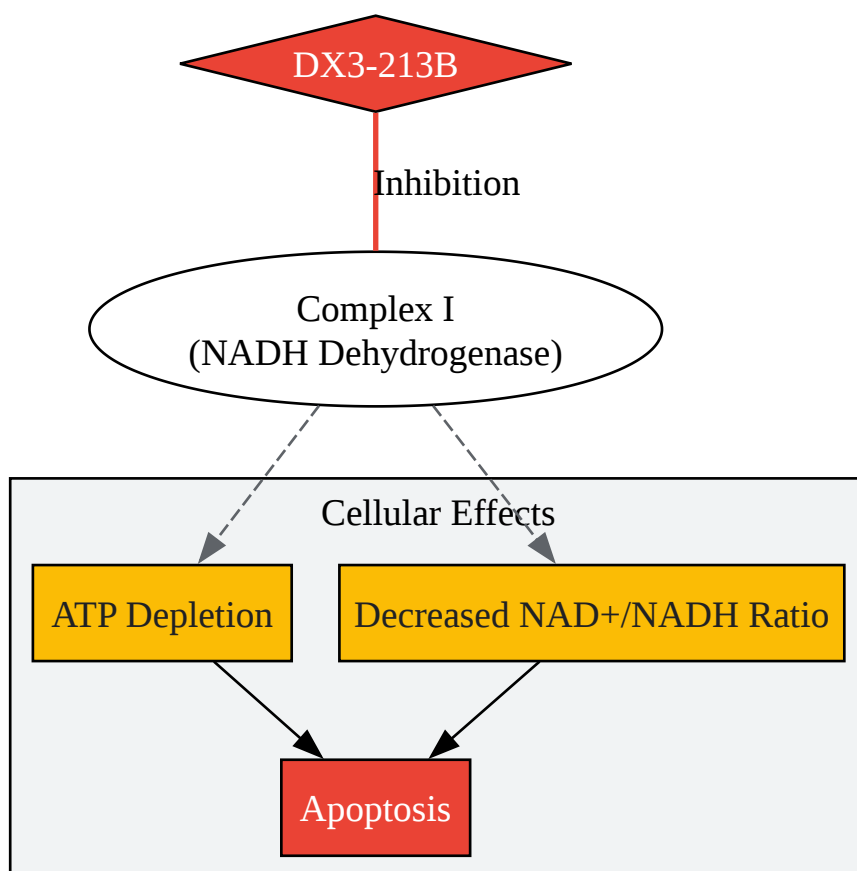 DX3-213B
Inhibition
Complex I
(NADH Dehydrogenase)
Cellular Effects
ATP Depletion
Decreased NAD+/NADH Ratio
Apoptosis